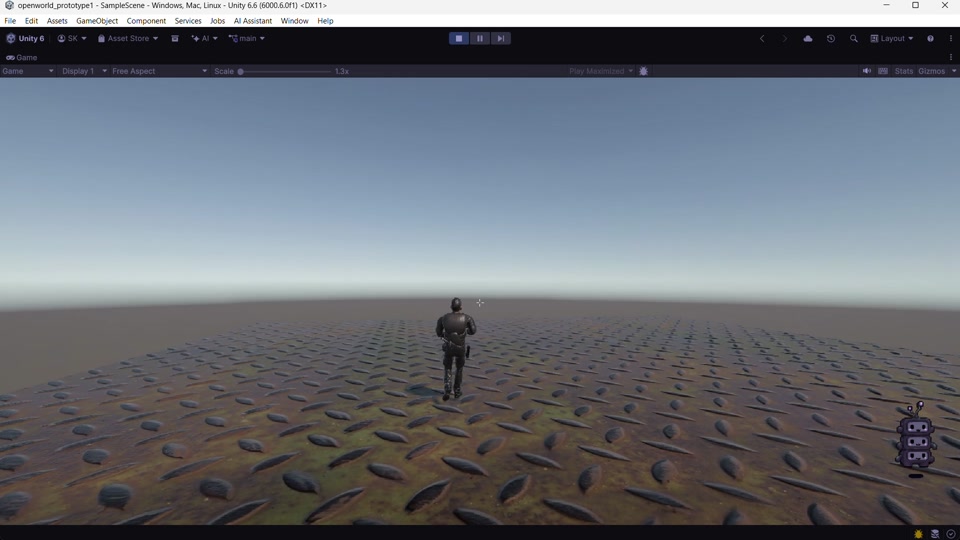 openworld_prototype1 - SampleScene - Windows, Mac, Linux - Unity 6.6 (6000.6.0f1) <DX11>
File Edit Assets GameObject Component Services Jobs AI Assistant Window Help
Unity 6 SK Asset Store AI main Layout
Game
Game Display 1 Free Aspect Scale 1.3x Play Maximized Stats Gizmos